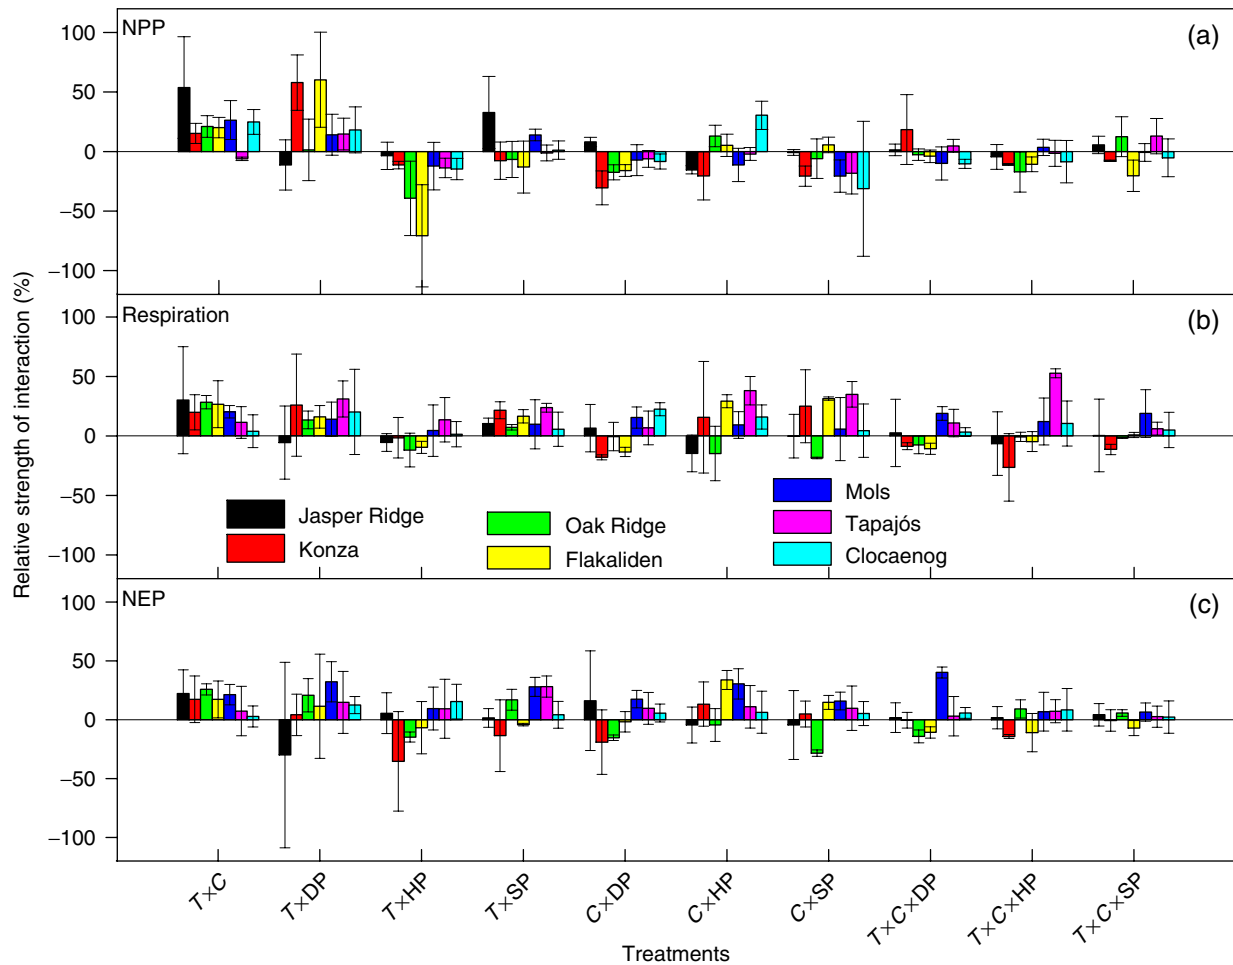 NPP
(a)
100
50
0
−50
−100
Respiration
(b)
100
50
0
−50
−100
Jasper Ridge
Konza
Oak Ridge
Flakaliden
Mols
Tapajós
Clocaenog
NEP
(c)
100
50
0
−50
−100
Relative strength of interaction (%)
T×C
T×DP
T×HP
T×SP
C×DP
C×HP
C×SP
T×C×DP
T×C×HP
T×C×SP
Treatments